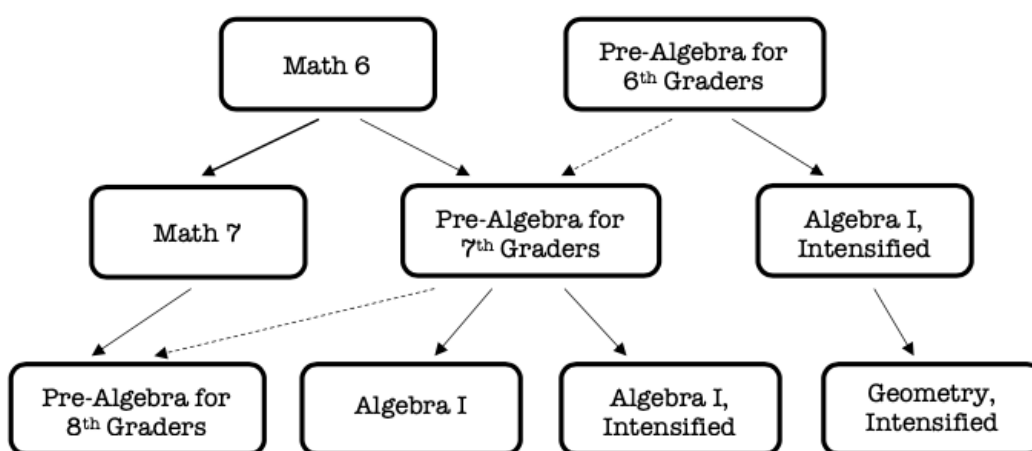 Math 6
Pre-Algebra for
6th Graders
Math 7
Pre-Algebra for
7th Graders
Algebra I,
Intensified
Pre-Algebra for
8th Graders
Algebra I
Algebra I,
Intensified
Geometry,
Intensified